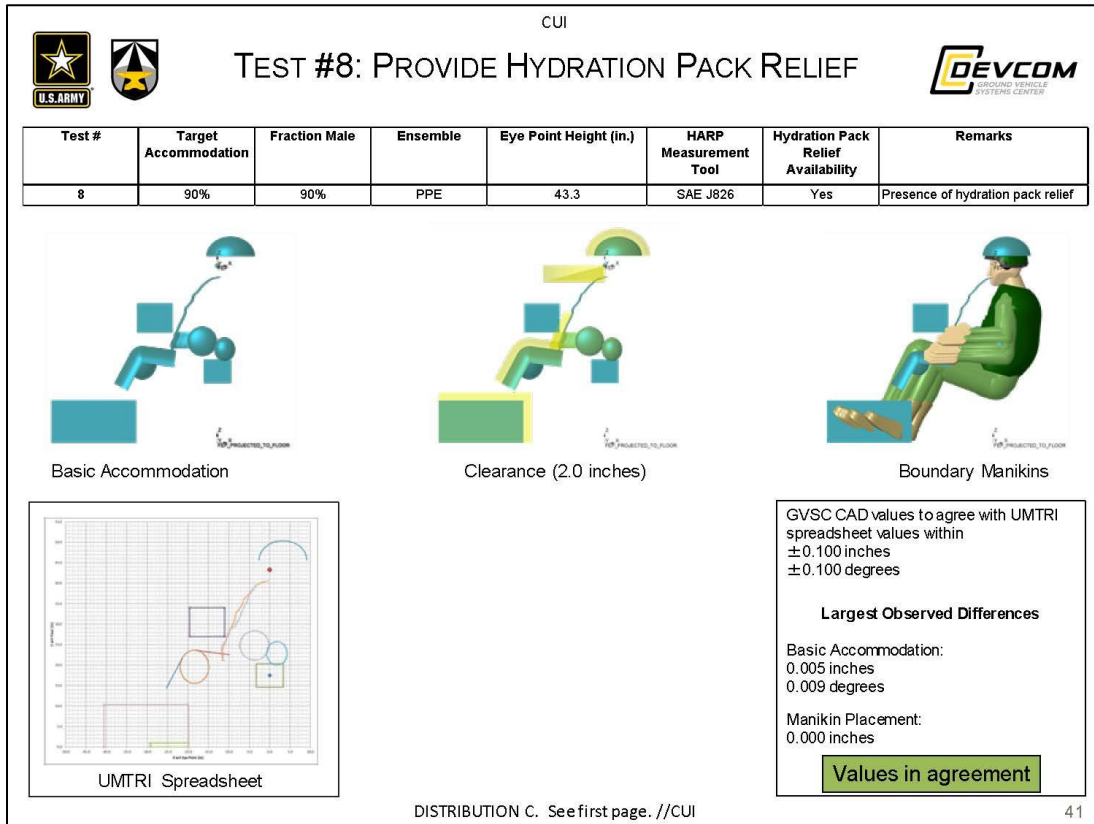 CUI
TEST #8: PROVIDE HYDRATION PACK RELIEF
U.S.ARMY
DEVCOM
GROUND VEHICLE
SYSTEMS CENTER
Test # Target Accommodation Fraction Male Ensemble Eye Point Height (in.) HARP Measurement Tool Hydration Pack Relief Availability Remarks
8 90% 90% PPE 43.3 SAE J826 Yes Presence of hydration pack relief
Basic Accommodation
Clearance (2.0 inches)
Boundary Manikins
GVSC CAD values to agree with UMTRI
spreadsheet values within
±0.100 inches
±0.100 degrees
Largest Observed Differences
Basic Accommodation:
0.005 inches
0.009 degrees
Manikin Placement:
0.000 inches
Values in agreement
UMTRI Spreadsheet
DISTRIBUTION C. See first page. //CUI
41